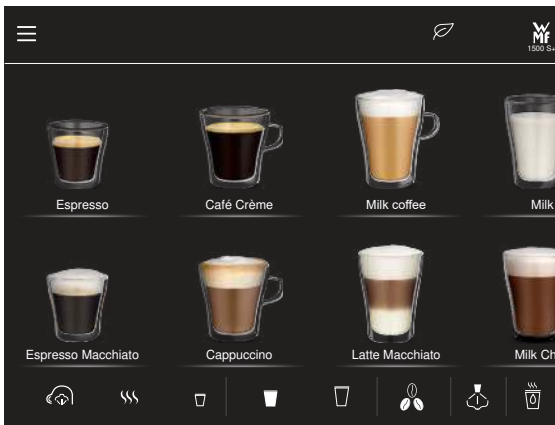 WMF
1500 S+
Espresso
Café Crème
Milk coffee
Milk
Espresso Macchiato
Cappuccino
Latte Macchiato
Milk Ch